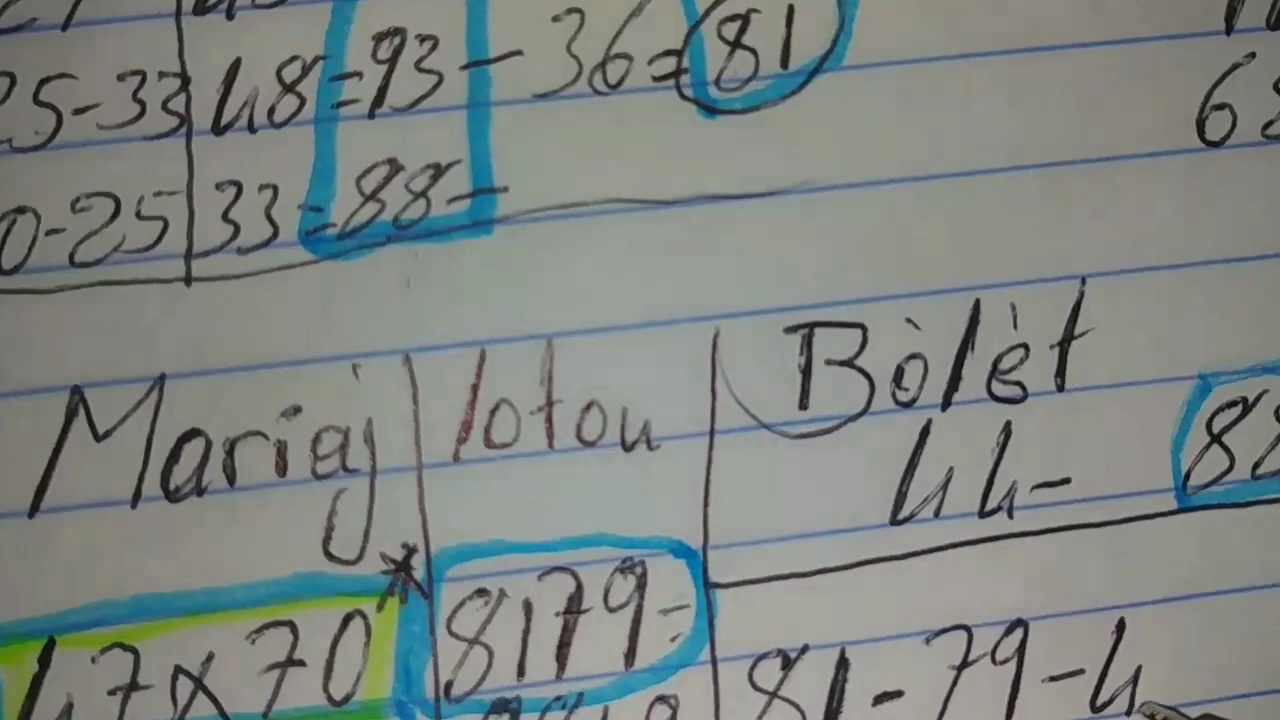 25-33 48=93-36=81
0-25 33=88-
Mariaj lotou Bòlèt
44- 88
47x70* 8179= 81-79-4